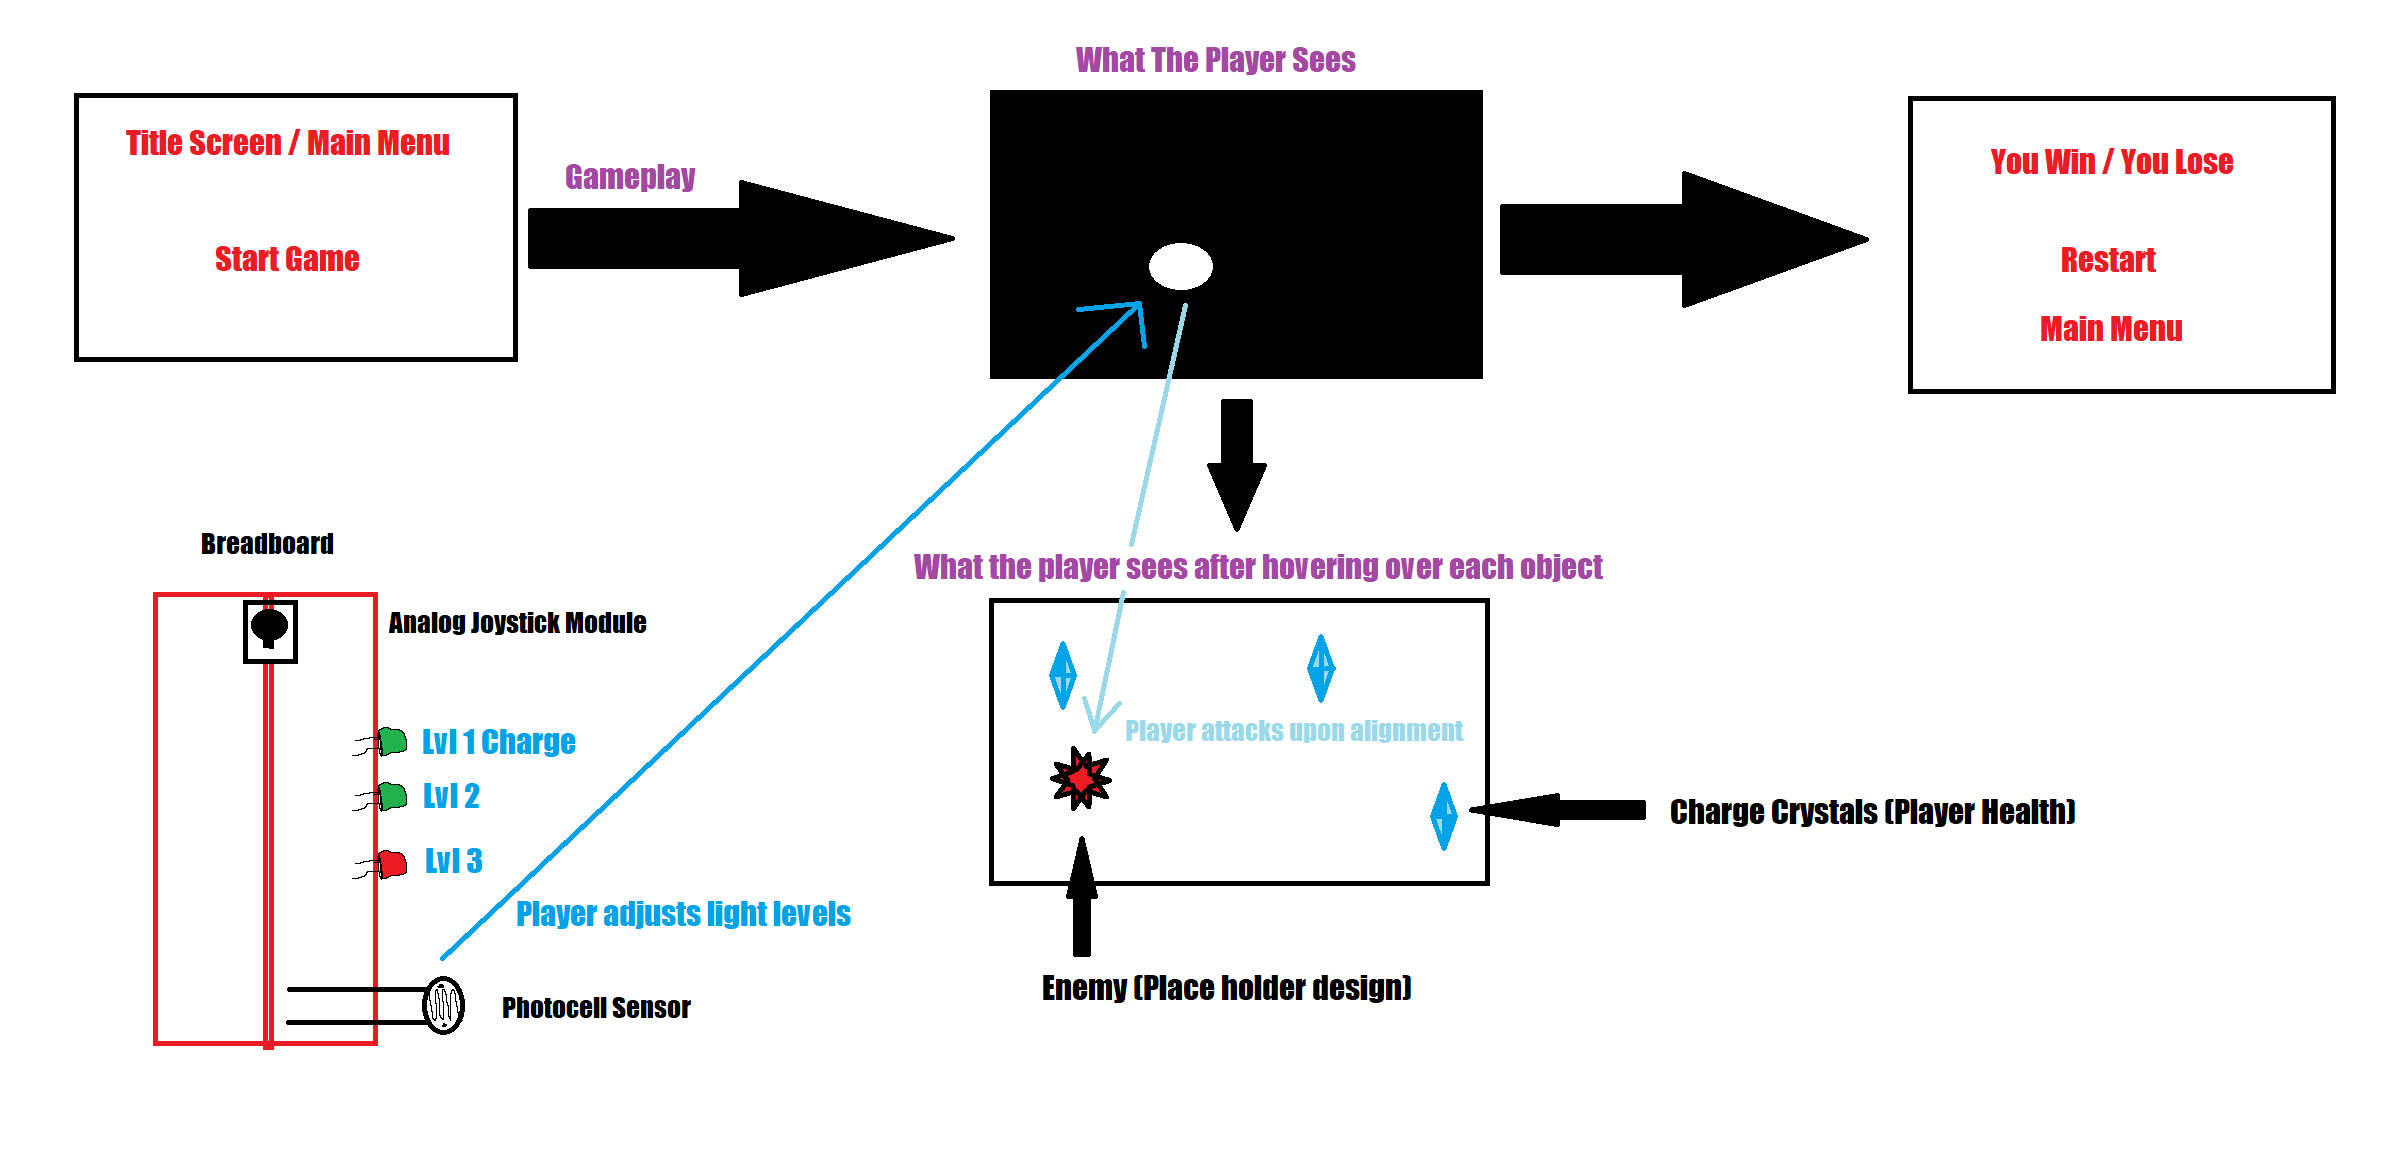 What The Player Sees
Title Screen / Main Menu
Start Game
Gameplay
You Win / You Lose
Restart
Main Menu
Breadboard
Analog Joystick Module
Lvl 1 Charge
Lvl 2
Lvl 3
Player adjusts light levels
Photocell Sensor
What the player sees after hovering over each object
Player attacks upon alignment
Charge Crystals (Player Health)
Enemy (Place holder design)